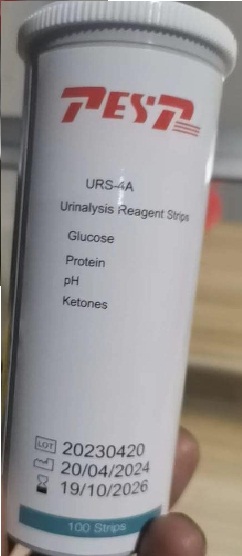 PESP
URS-4A
Urinalysis Reagent Strips
Glucose
Protein
pH
Ketones
LOT 20230420
20/04/2024
19/10/2026
100 Strips